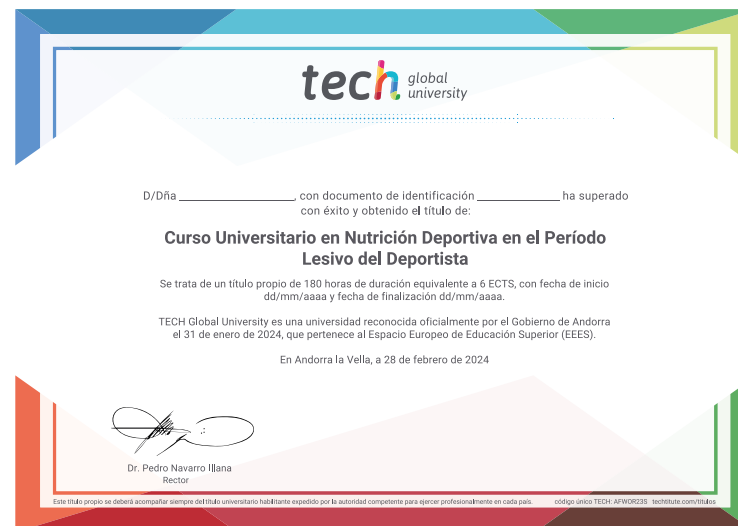 tech global university
D/Dña ______________, con documento de identificación ______________ ha superado
con éxito y obtenido el título de:
Curso Universitario en Nutrición Deportiva en el Período
Lesivo del Deportista
Se trata de un título propio de 180 horas de duración equivalente a 6 ECTS, con fecha de inicio
dd/mm/aaaa y fecha de finalización dd/mm/aaaa.
TECH Global University es una universidad reconocida oficialmente por el Gobierno de Andorra
el 31 de enero de 2024, que pertenece al Espacio Europeo de Educación Superior (EEES).
En Andorra la Vella, a 28 de febrero de 2024
Dr. Pedro Navarro Illana
Rector
Este título propio se deberá acompañar siempre del título universitario habilitante expedido por la autoridad competente para ejercer profesionalmente en cada país. código único TECH: AFWOR23S techtitute.com/titulos